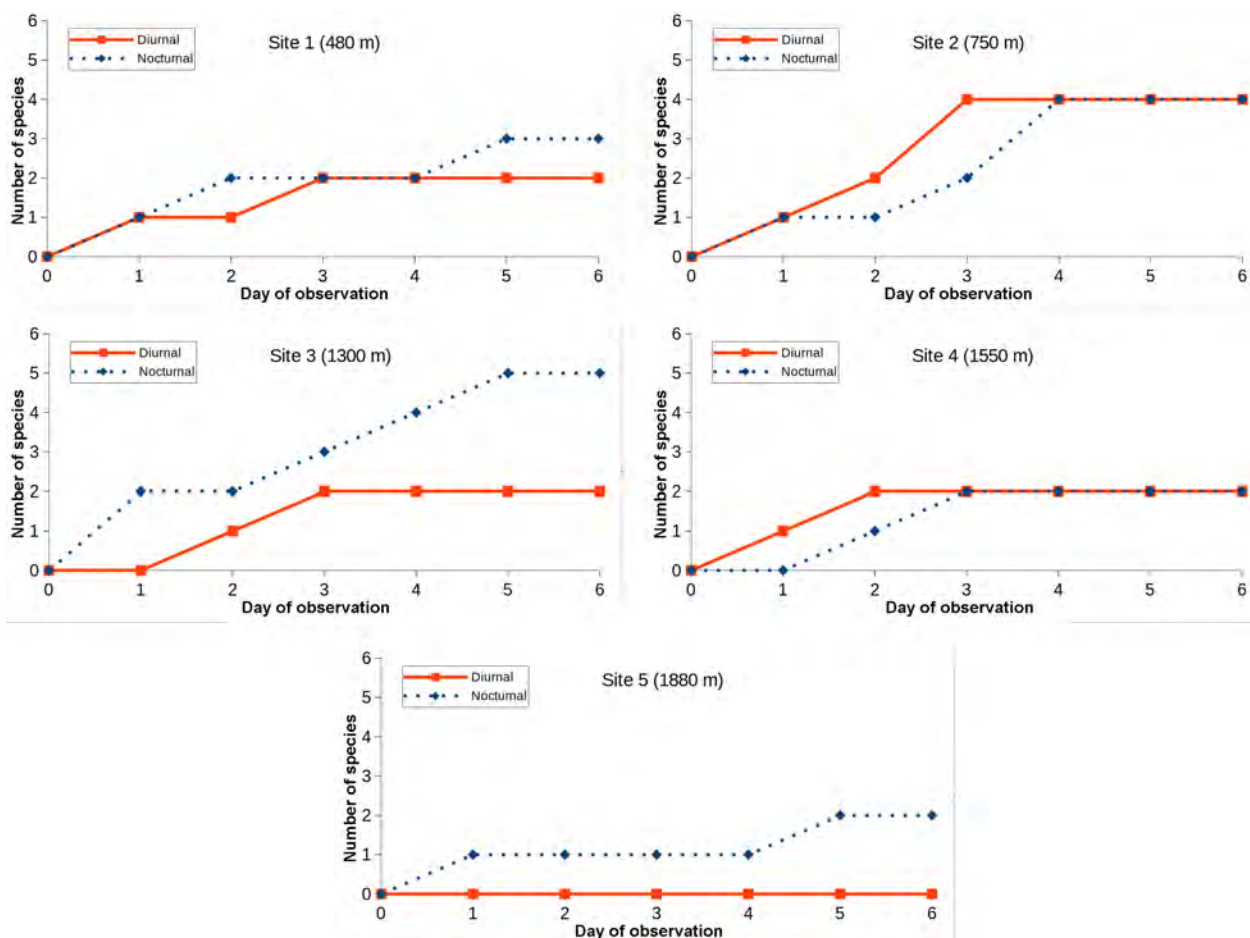 Site 1 (480 m)
Diurnal
Nocturnal
Number of species
6
5
4
3
2
1
0
0 1 2 3 4 5 6
Day of observation
Site 2 (750 m)
Diurnal
Nocturnal
Number of species
6
5
4
3
2
1
0
0 1 2 3 4 5 6
Day of observation
Site 3 (1300 m)
Diurnal
Nocturnal
Number of species
6
5
4
3
2
1
0
0 1 2 3 4 5 6
Day of observation
Site 4 (1550 m)
Diurnal
Nocturnal
Number of species
6
5
4
3
2
1
0
0 1 2 3 4 5 6
Day of observation
Site 5 (1880 m)
Diurnal
Nocturnal
Number of species
6
5
4
3
2
1
0
0 1 2 3 4 5 6
Day of observation